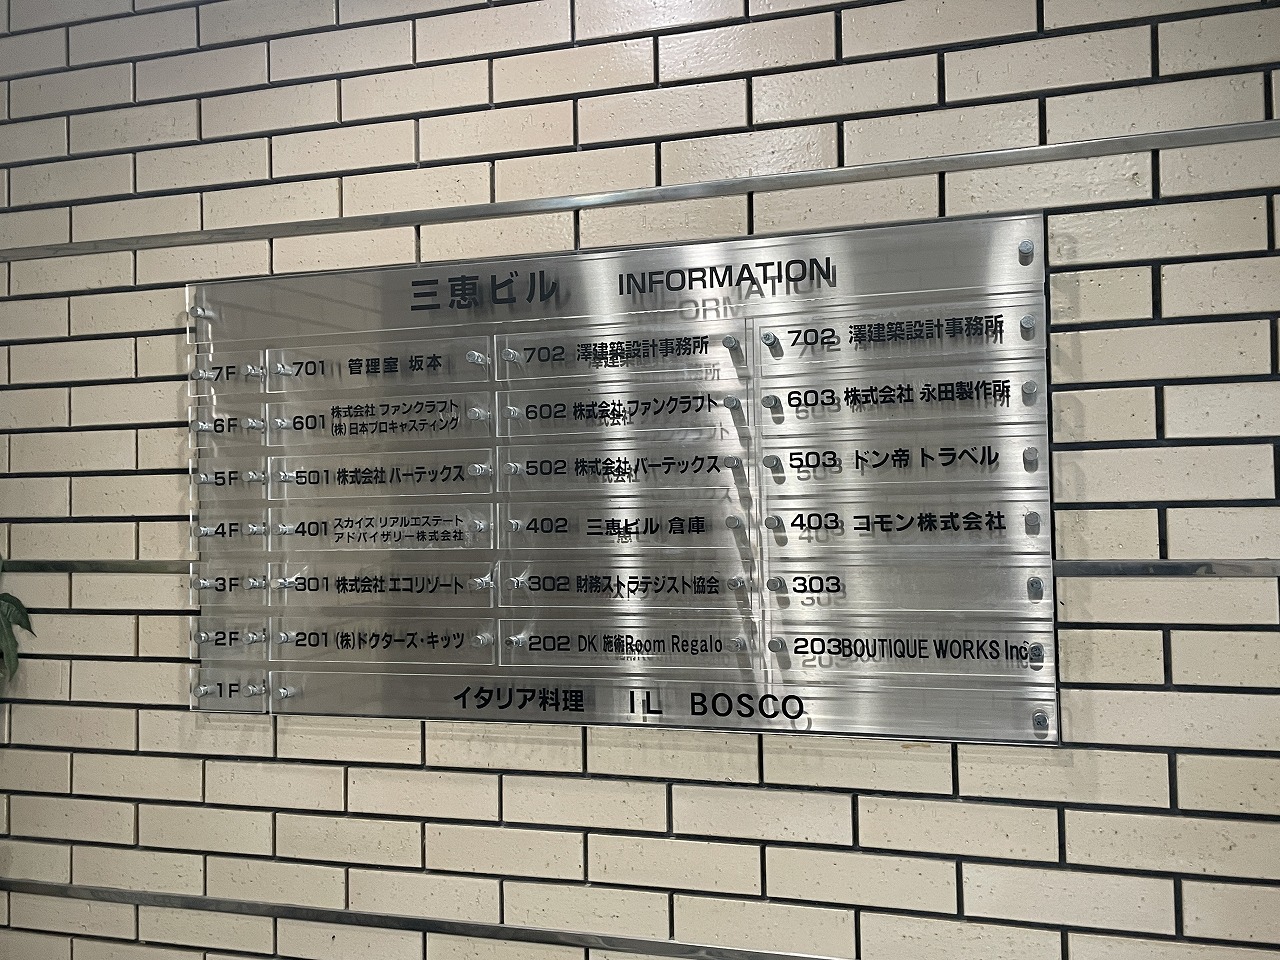 三恵ビル INFORMATION
7F 701 管理室 坂本 702 澤建築設計事務所 702 澤建築設計事務所
6F 601 株式会社 ファンクラフト
(株)日本プロキャスティング 602 株式会社 ファンクラフト 603 株式会社 永田製作所
5F 501 株式会社 バーテックス 502 株式会社 バーテックス 503 ドン帝 トラベル
4F 401 スカイズ リアルエステート
アドバイザリー株式会社 402 三恵ビル 倉庫 403 コモン株式会社
3F 301 株式会社 エコリゾート 302 財務ストラテジスト協会 303
2F 201 (株)ドクターズ・キッツ 202 DK 施術Room Regalo 203 BOUTIQUE WORKS Inc
1F イタリア料理 IL BOSCO